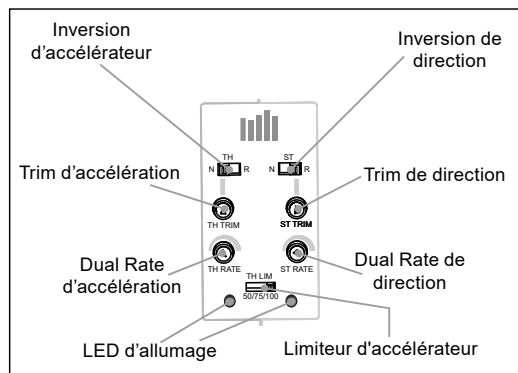 Inversion
d’accélérateur
Inversion de
direction
TH
ST
N R
N R
Trim d’accélération
Trim de direction
TH TRIM
ST TRIM
Dual Rate
d’accélération
Dual Rate de
direction
TH RATE
ST RATE
TH LIM
50/75/100
LED d’allumage
Limiteur d'accélérateur